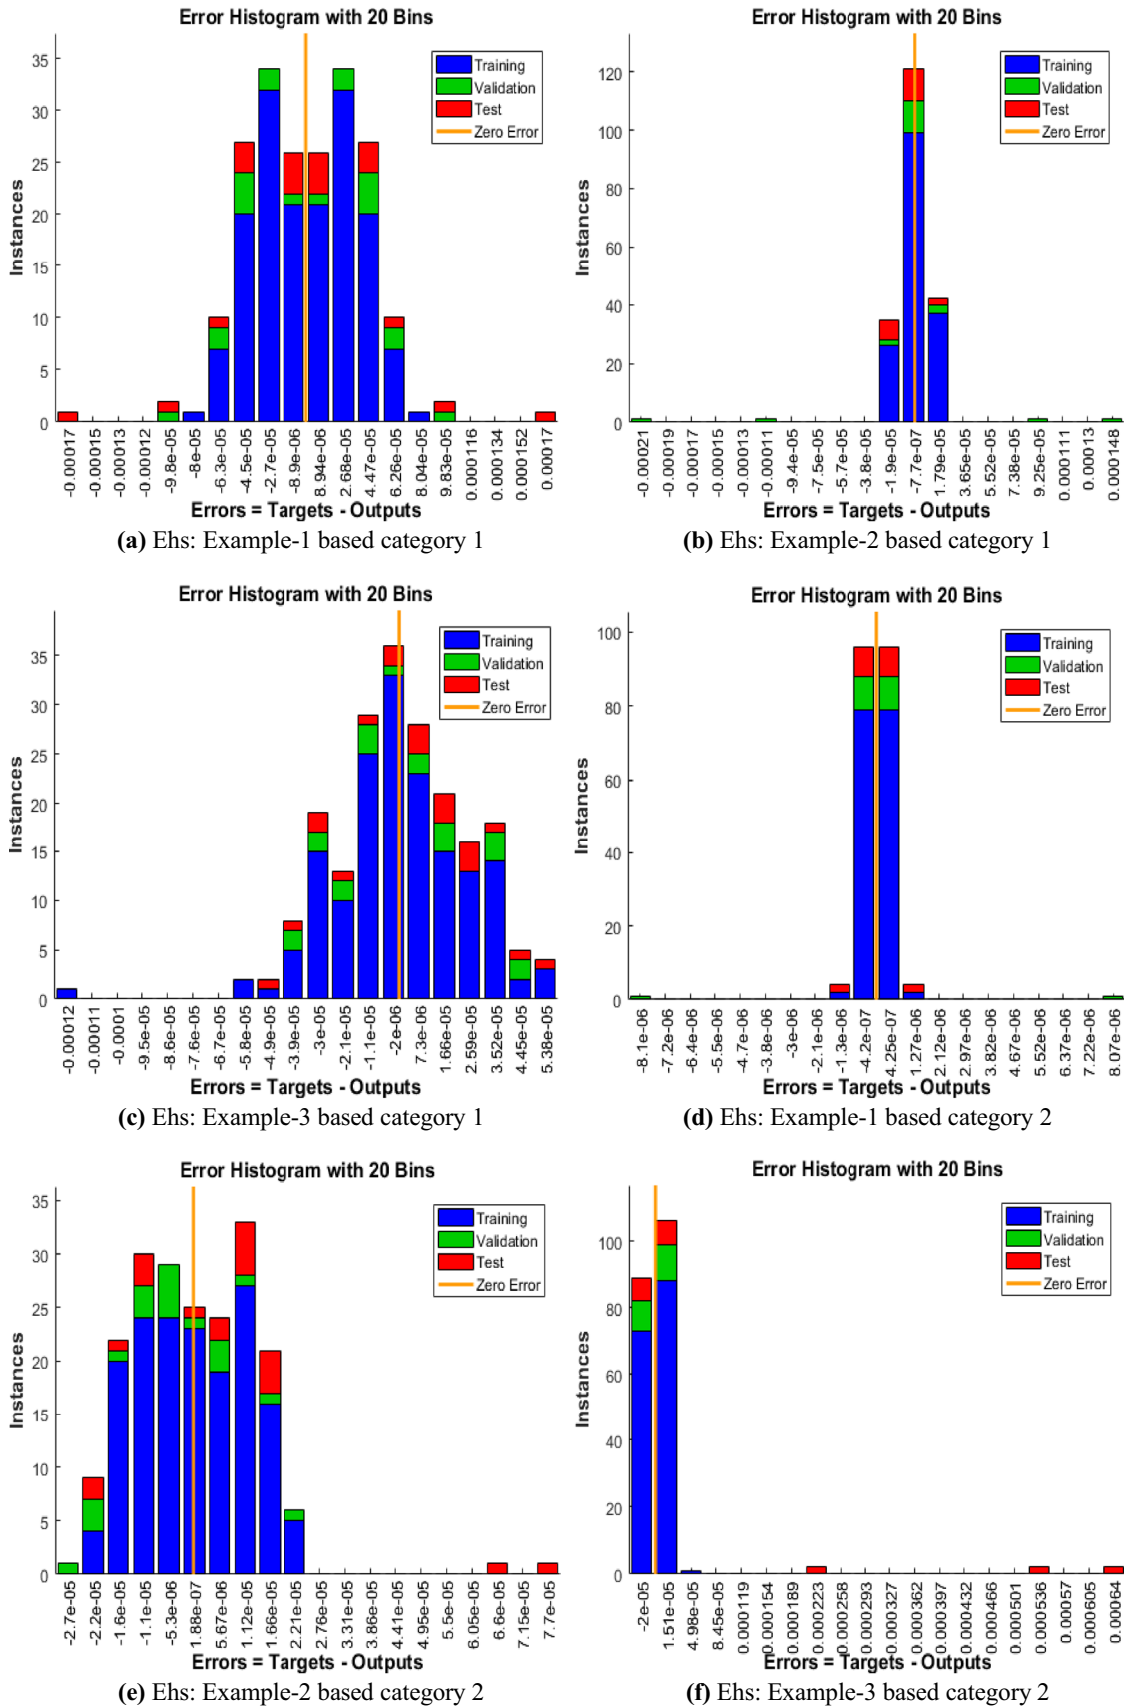 Error Histogram with 20 Bins
Instances
35
30
25
20
15
10
5
0
Training
Validation
Test
Zero Error
-0.00017
-0.00015
-0.00013
-0.00012
-9.8e-05
-8e-05
-6.3e-05
-4.5e-05
-2.7e-05
-8.9e-06
8.94e-06
2.68e-05
4.47e-05
6.26e-05
8.04e-05
9.83e-05
0.000116
0.000134
0.000152
0.00017
Errors = Targets - Outputs
(a) Ehs: Example-1 based category 1
Error Histogram with 20 Bins
Instances
120
100
80
60
40
20
0
Training
Validation
Test
Zero Error
-0.00021
-0.00019
-0.00017
-0.00015
-0.00013
-0.00011
-9.4e-05
-7.5e-05
-5.7e-05
-3.8e-05
-1.9e-05
-7.7e-07
1.79e-05
3.65e-05
5.52e-05
7.38e-05
9.25e-05
0.000111
0.00013
0.000148
Errors = Targets - Outputs
(b) Ehs: Example-2 based category 1
Error Histogram with 20 Bins
Instances
35
30
25
20
15
10
5
0
Training
Validation
Test
Zero Error
-0.00012
-0.00011
-0.0001
-9.5e-05
-8.6e-05
-7.6e-05
-6.7e-05
-5.8e-05
-4.9e-05
-3.9e-05
-3e-05
-2.1e-05
-1.1e-05
-2e-06
7.3e-06
1.66e-05
2.59e-05
3.52e-05
4.45e-05
5.38e-05
Errors = Targets - Outputs
(c) Ehs: Example-3 based category 1
Error Histogram with 20 Bins
Instances
100
80
60
40
20
0
Training
Validation
Test
Zero Error
-8.1e-06
-7.2e-06
-6.4e-06
-5.5e-06
-4.7e-06
-3.8e-06
-3e-06
-2.1e-06
-1.3e-06
-4.2e-07
4.25e-07
1.27e-06
2.12e-06
2.97e-06
3.82e-06
4.67e-06
5.52e-06
6.37e-06
7.22e-06
8.07e-06
Errors = Targets - Outputs
(d) Ehs: Example-1 based category 2
Error Histogram with 20 Bins
Instances
35
30
25
20
15
10
5
0
Training
Validation
Test
Zero Error
-2.7e-05
-2.2e-05
-1.6e-05
-1.1e-05
-5.3e-06
1.88e-07
5.67e-06
1.12e-05
1.66e-05
2.21e-05
2.76e-05
3.31e-05
3.86e-05
4.41e-05
4.95e-05
5.5e-05
6.05e-05
6.6e-05
7.15e-05
7.7e-05
Errors = Targets - Outputs
(e) Ehs: Example-2 based category 2
Error Histogram with 20 Bins
Instances
100
80
60
40
20
0
Training
Validation
Test
Zero Error
-2e-05
1.51e-05
4.98e-05
8.45e-05
0.000119
0.000154
0.000189
0.000223
0.000258
0.000293
0.000327
0.000362
0.000397
0.000432
0.000466
0.000501
0.000536
0.00057
0.000605
0.00064
Errors = Targets - Outputs
(f) Ehs: Example-3 based category 2